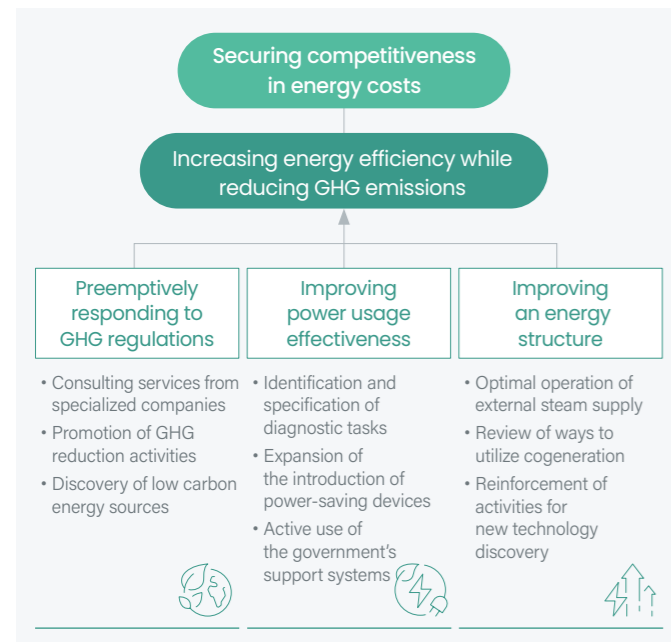 Securing competitiveness
in energy costs
Increasing energy efficiency while
reducing GHG emissions
Preemptively
responding to
GHG regulations
• Consulting services from
specialized companies
• Promotion of GHG
reduction activities
• Discovery of low carbon
energy sources
Improving
power usage
effectiveness
• Identification and
specification of
diagnostic tasks
• Expansion of
the introduction of
power-saving devices
• Active use of
the government's
support systems
Improving
an energy
structure
• Optimal operation of
external steam supply
• Review of ways to
utilize cogeneration
• Reinforcement of
activities for
new technology
discovery